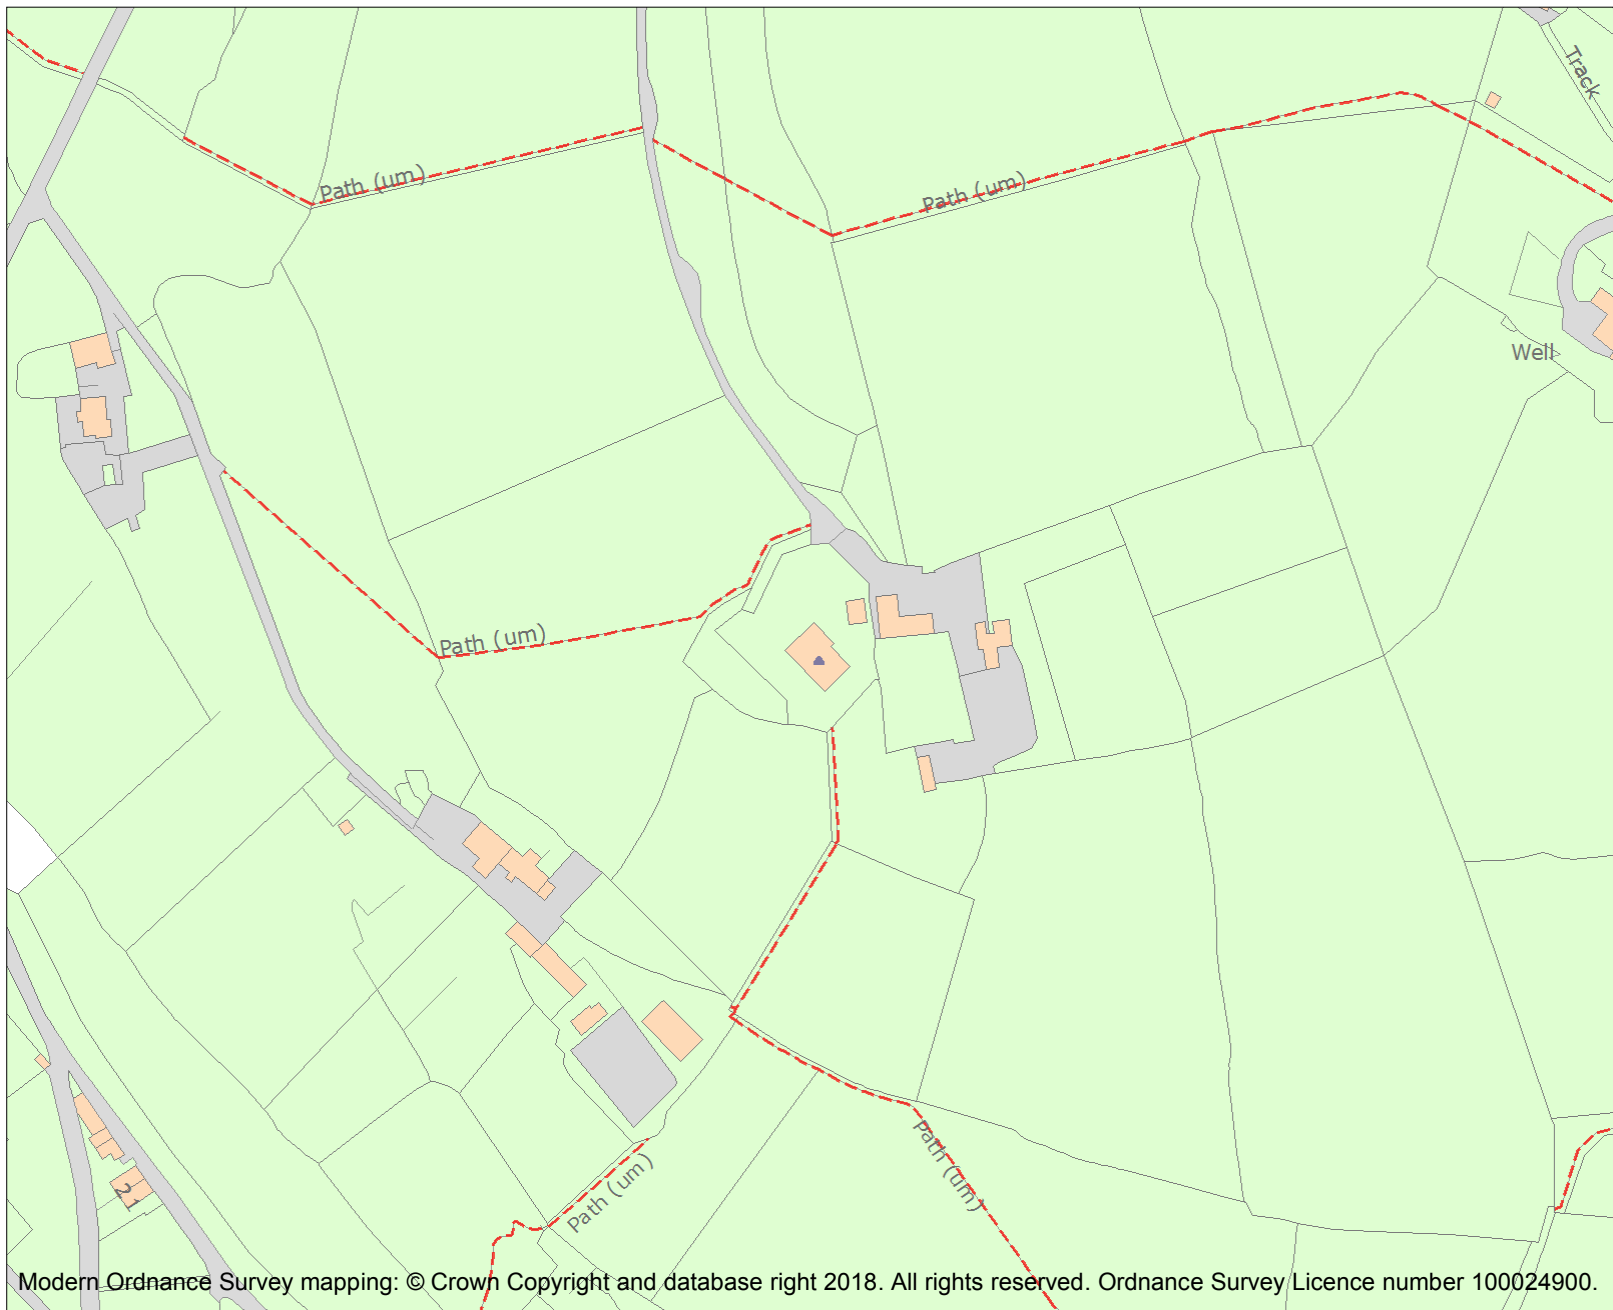 Track
Path (um)
Path (um)
Well
Path (um)
Path (um)
Path (um)
21
Modern Ordnance Survey mapping: © Crown Copyright and database right 2018. All rights reserved. Ordnance Survey Licence number 100024900.